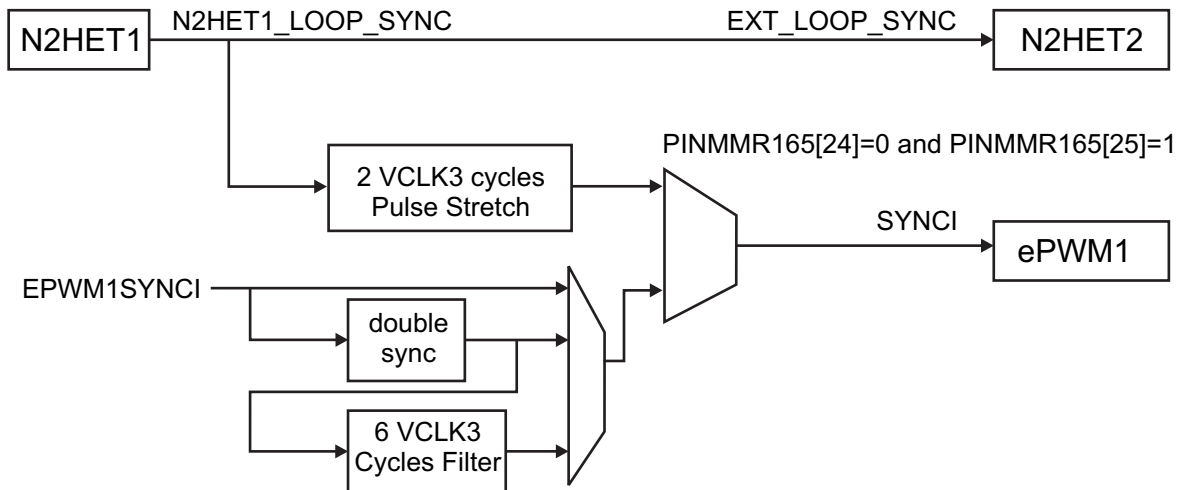 N2HET1
N2HET1_LOOP_SYNC
EXT_LOOP_SYNC
N2HET2
PINMMR165[24]=0 and PINMMR165[25]=1
2 VCLK3 cycles
Pulse Stretch
SYNCI
ePWM1
EPWM1SYNCI
double
sync
6 VCLK3
Cycles Filter